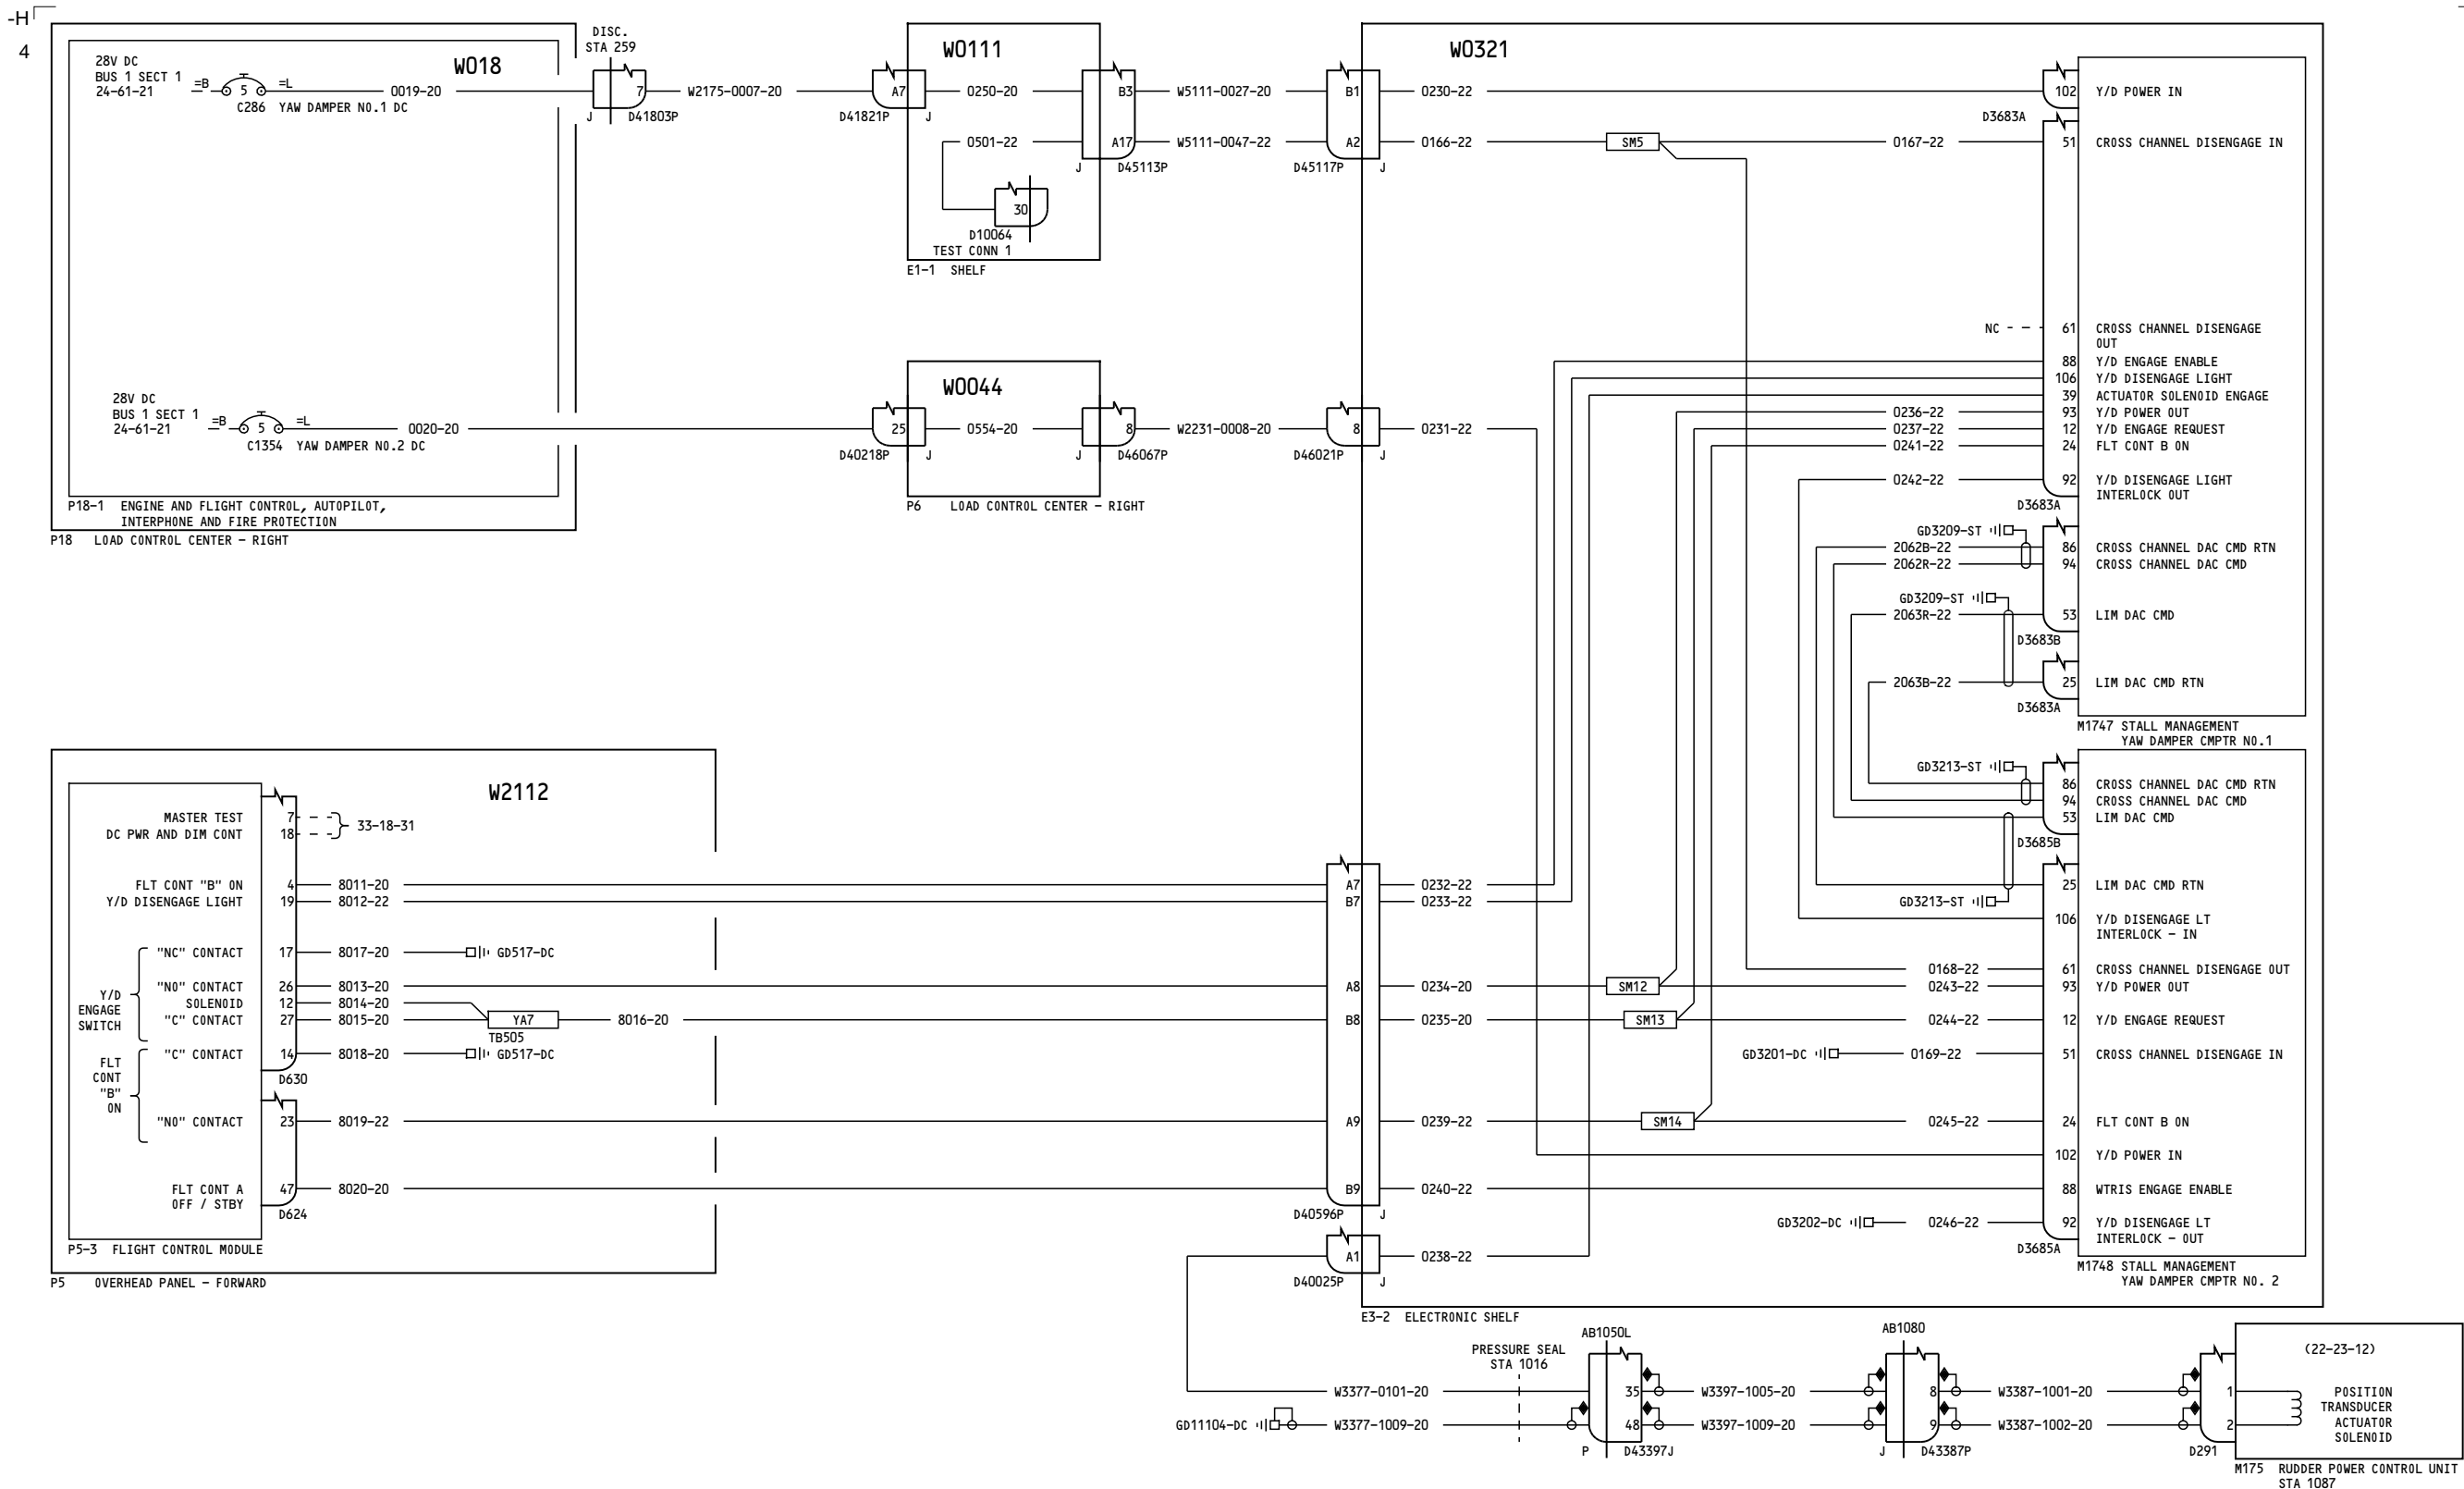 -H
4
28V DC
BUS 1 SECT 1
24-61-21
=B
5
=L
C286 YAW DAMPER NO.1 DC
0019-20
W018
DISC.
STA 259
7
J D41803P
W2175-0007-20
A7
D41821P J
W0111
0250-20
B3
0501-22
A17
J D45113P
30
D10064
TEST CONN 1
E1-1 SHELF
W5111-0027-20
W5111-0047-22
B1
A2
D45117P J
W0321
0230-22
0166-22
SM5
0167-22
102 Y/D POWER IN
D3683A
51 CROSS CHANNEL DISENGAGE IN
NC
61 CROSS CHANNEL DISENGAGE
OUT
88 Y/D ENGAGE ENABLE
106 Y/D DISENGAGE LIGHT
39 ACTUATOR SOLENOID ENGAGE
0236-22 93 Y/D POWER OUT
0237-22 12 Y/D ENGAGE REQUEST
0241-22 24 FLT CONT B ON
0242-22 92 Y/D DISENGAGE LIGHT
INTERLOCK OUT
D3683A
28V DC
BUS 1 SECT 1
24-61-21
=B
5
=L
C1354 YAW DAMPER NO.2 DC
0020-20
P18-1 ENGINE AND FLIGHT CONTROL, AUTOPILOT,
INTERPHONE AND FIRE PROTECTION
P18 LOAD CONTROL CENTER - RIGHT
25
D40218P J
W0044
0554-20
8
J D46067P
P6 LOAD CONTROL CENTER - RIGHT
W2231-0008-20
8
D46021P J
0231-22
GD3209-ST
2062B-22 86 CROSS CHANNEL DAC CMD RTN
2062R-22 94 CROSS CHANNEL DAC CMD
GD3209-ST
2063R-22 53 LIM DAC CMD
D3683B
2063B-22 25 LIM DAC CMD RTN
D3683A
M1747 STALL MANAGEMENT
YAW DAMPER CMPTR NO.1
GD3213-ST
86 CROSS CHANNEL DAC CMD RTN
94 CROSS CHANNEL DAC CMD
53 LIM DAC CMD
D3685B
25 LIM DAC CMD RTN
GD3213-ST
106 Y/D DISENGAGE LT
INTERLOCK - IN
0168-22 61 CROSS CHANNEL DISENGAGE OUT
0243-22 93 Y/D POWER OUT
0244-22 12 Y/D ENGAGE REQUEST
GD3201-DC 0169-22 51 CROSS CHANNEL DISENGAGE IN
0245-22 24 FLT CONT B ON
102 Y/D POWER IN
88 WTRIS ENGAGE ENABLE
GD3202-DC 0246-22 92 Y/D DISENGAGE LT
INTERLOCK - OUT
D3685A
M1748 STALL MANAGEMENT
YAW DAMPER CMPTR NO. 2
W2112
MASTER TEST 7
DC PWR AND DIM CONT 18
33-18-31
FLT CONT "B" ON 4 8011-20
Y/D DISENGAGE LIGHT 19 8012-22
"NC" CONTACT 17 8017-20 GD517-DC
Y/D
ENGAGE
SWITCH
"NO" CONTACT 26 8013-20
SOLENOID 12 8014-20
"C" CONTACT 27 8015-20
YA7
TB505
8016-20
FLT
CONT
"B"
ON
"C" CONTACT 14 8018-20 GD517-DC
D630
"NO" CONTACT 23 8019-22
FLT CONT A
OFF / STBY
47 8020-20
D624
P5-3 FLIGHT CONTROL MODULE
P5 OVERHEAD PANEL - FORWARD
A7 0232-22
B7 0233-22
A8 0234-20 SM12
B8 0235-20 SM13
A9 0239-22 SM14
B9 0240-22
D40596P J
A1 0238-22
D40025P J
E3-2 ELECTRONIC SHELF
W3377-0101-20
GD11104-DC W3377-1009-20
PRESSURE SEAL
STA 1016
AB1050L
35
48
P D43397J
W3397-1005-20
W3397-1009-20
AB1080
8
9
J D43387P
W3387-1001-20
W3387-1002-20
1
2
D291
(22-23-12)
POSITION
TRANSDUCER
ACTUATOR
SOLENOID
M175 RUDDER POWER CONTROL UNIT
STA 1087